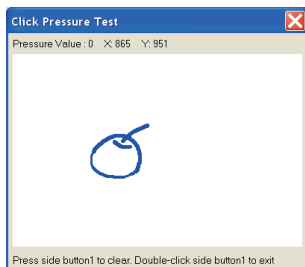 Click Pressure Test
Pressure Value : 0 X: 865 Y: 951
Press side button1 to clear. Double-click side button1 to exit